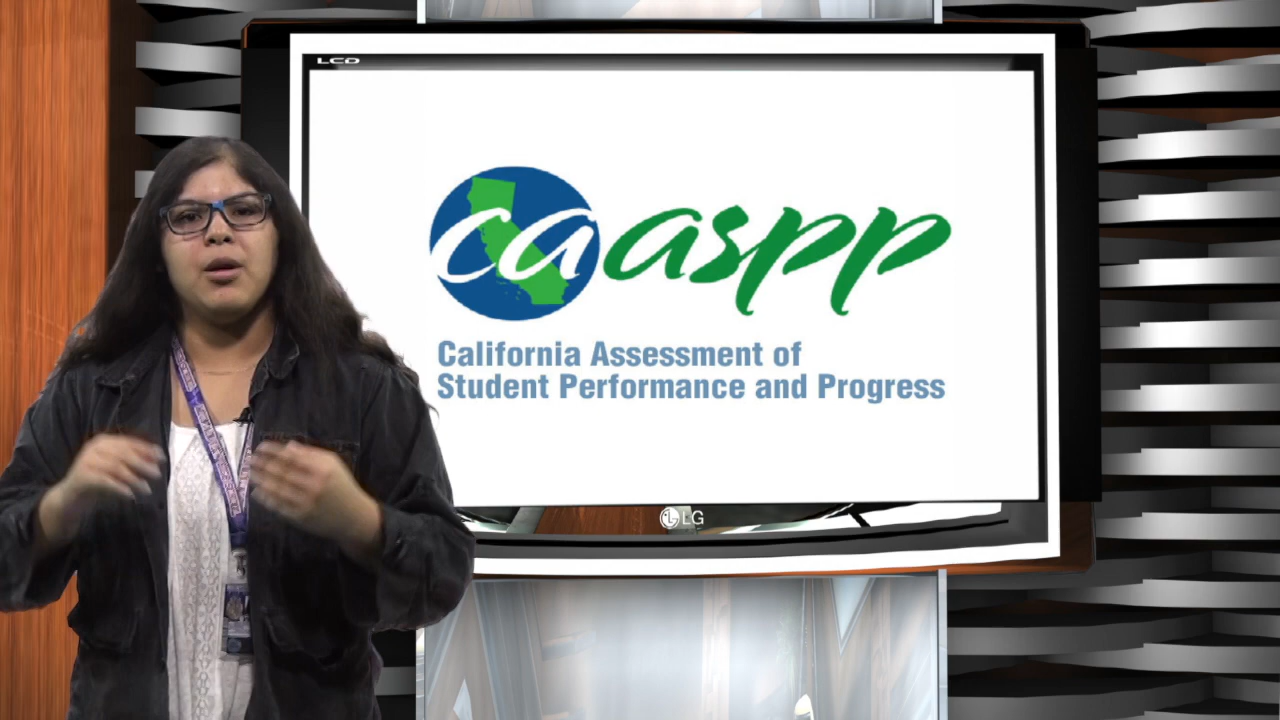 LCD
caaspp
California Assessment of
Student Performance and Progress
LG